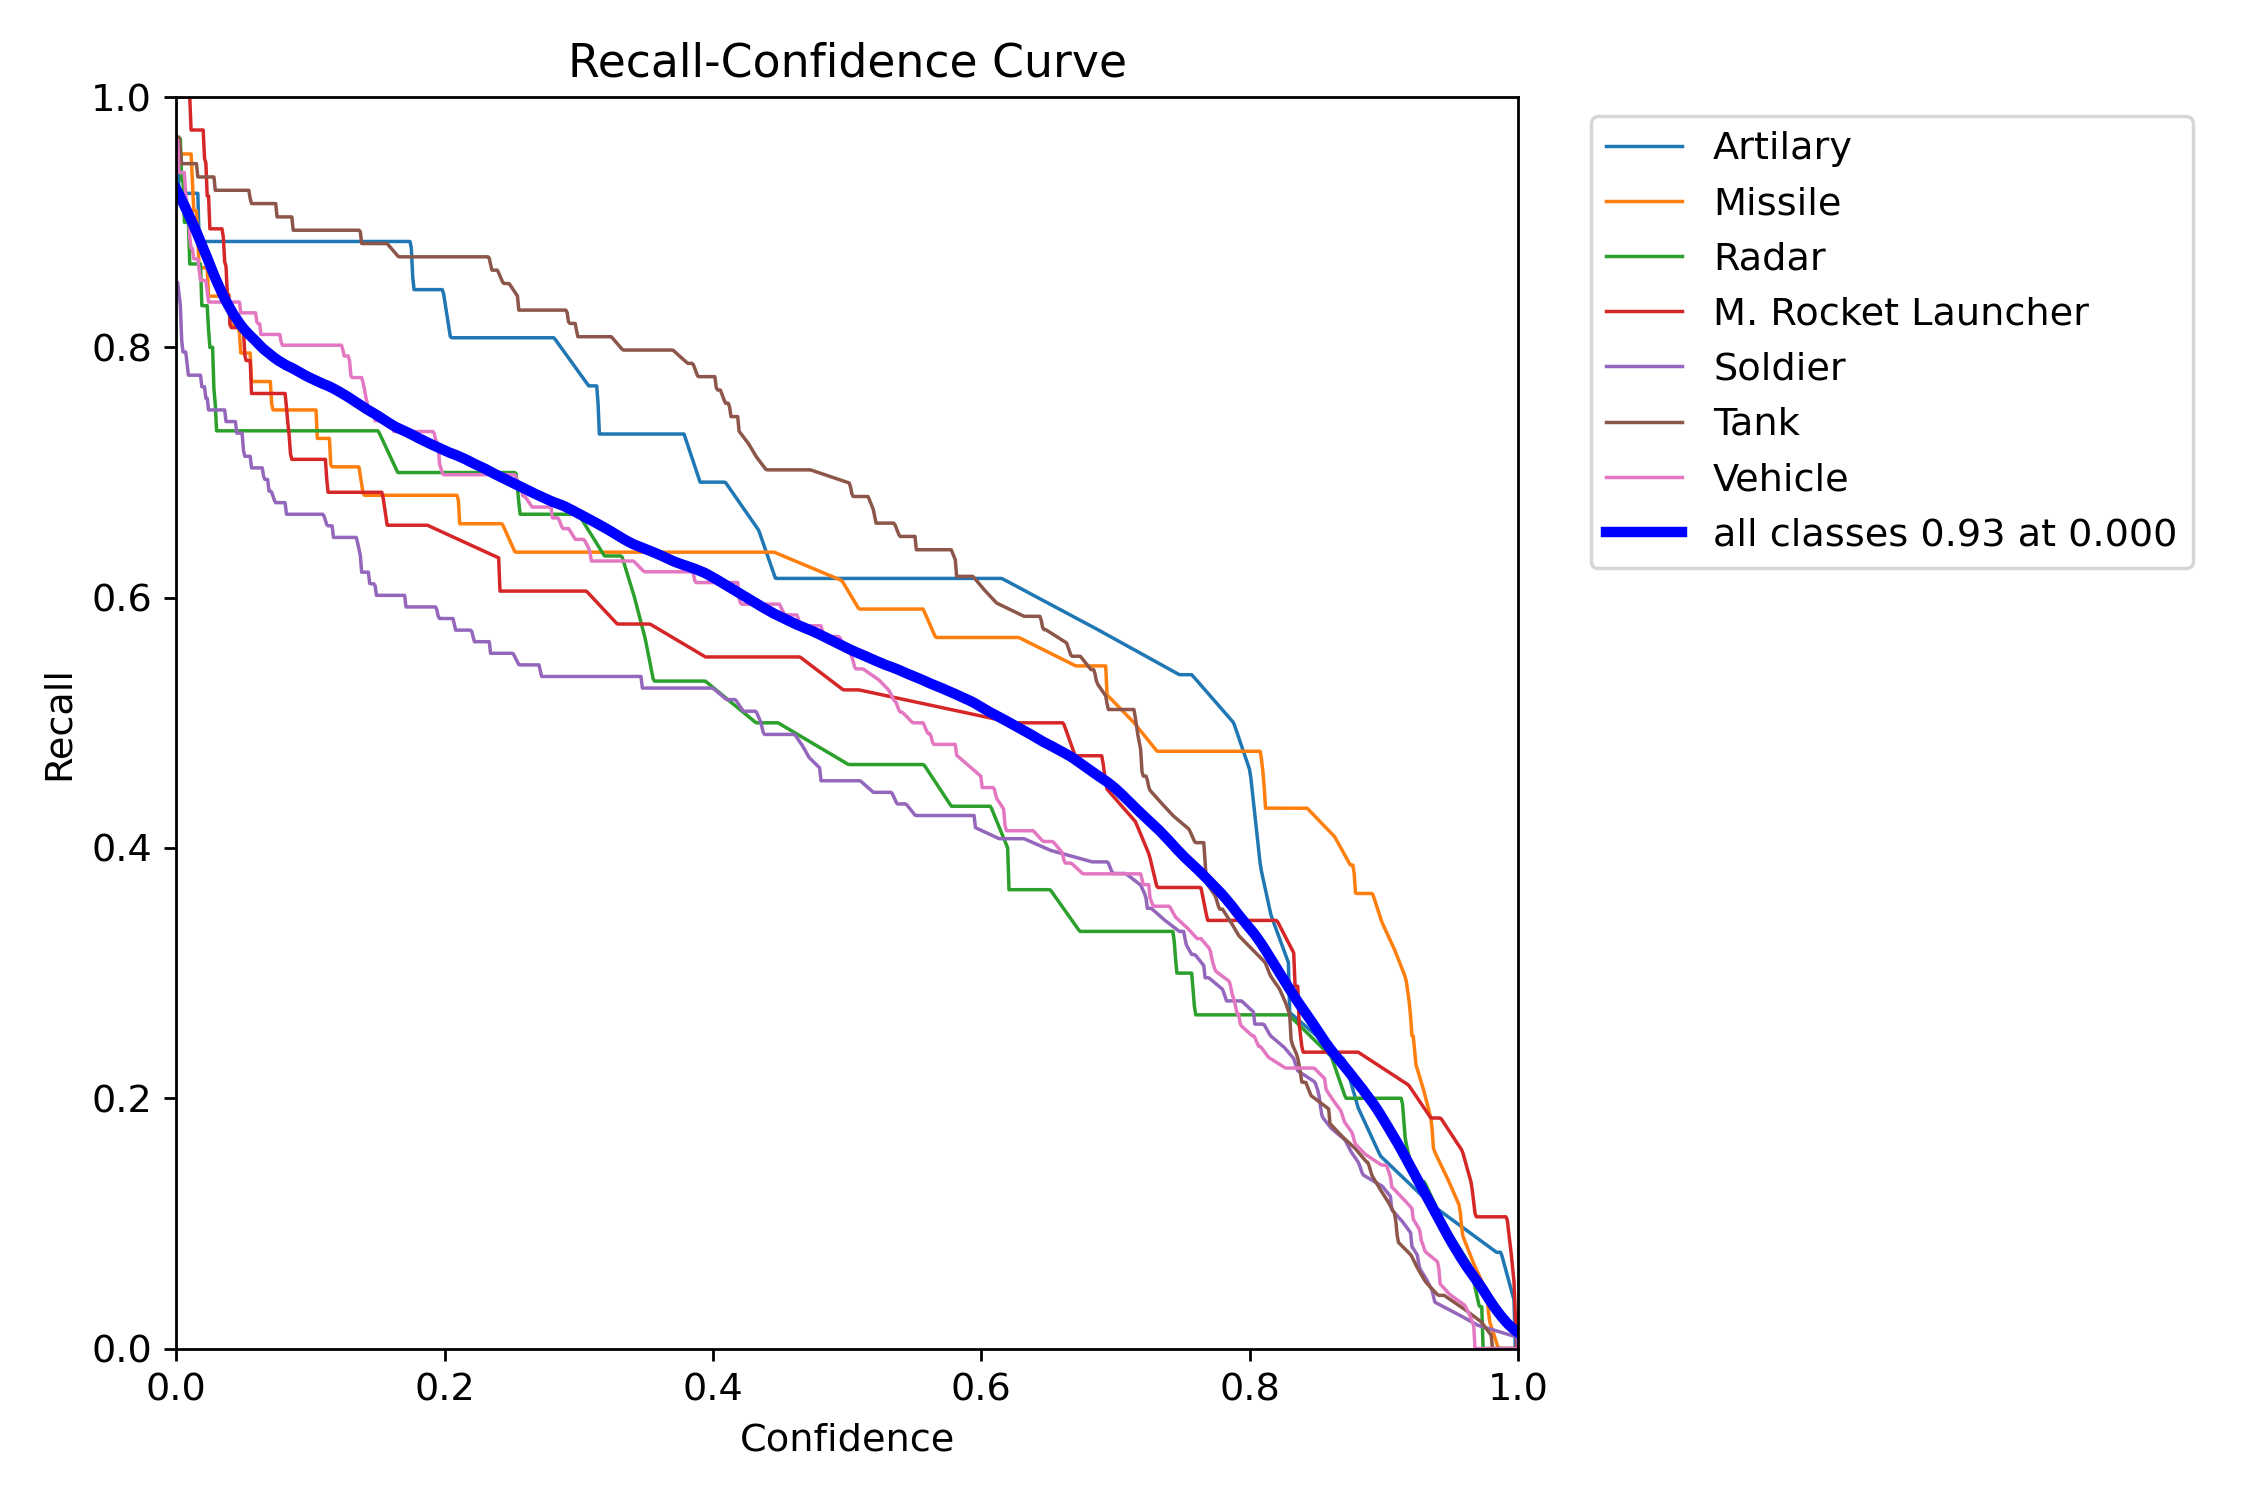 Recall-Confidence Curve
1.0
0.8
0.6
0.4
0.2
0.0
Recall
0.0 0.2 0.4 0.6 0.8 1.0
Confidence
Artilary
Missile
Radar
M. Rocket Launcher
Soldier
Tank
Vehicle
all classes 0.93 at 0.000